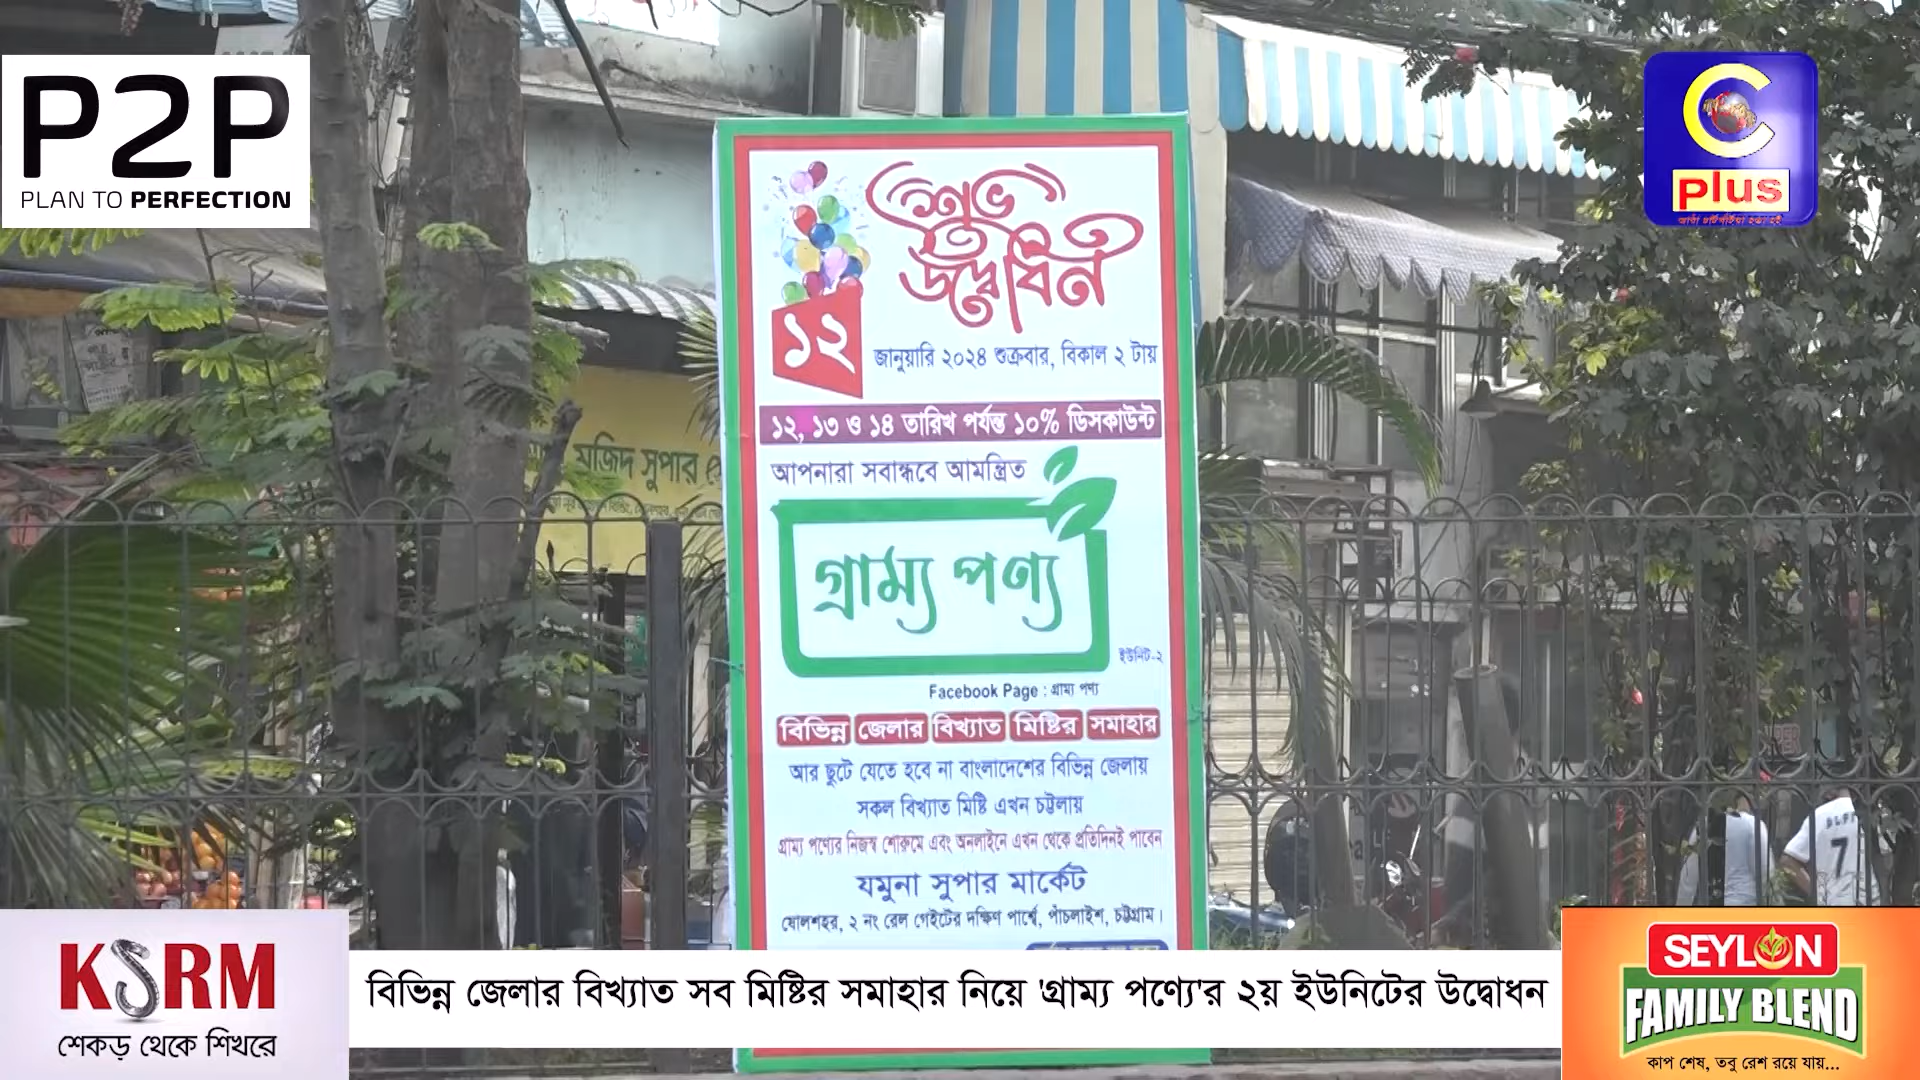 P2P
PLAN TO PERFECTION
C
plus
শুভ
উদ্বোধন
১২
জানুয়ারি ২০২৪ শুক্রবার, বিকাল ২ টায়
১২, ১৩ ও ১৪ তারিখ পর্যন্ত ১০% ডিসকাউন্ট
আপনারা সবান্ধবে আমন্ত্রিত
গ্রাম্য পণ্য
ইউনিট-২
Facebook Page : গ্রাম্য পণ্য
বিভিন্ন জেলার বিখ্যাত মিষ্টির সমাহার
আর ছুটে যেতে হবে না বাংলাদেশের বিভিন্ন জেলায়
সকল বিখ্যাত মিষ্টি এখন চট্টলায়
গ্রাম্য পণ্যের নিজস্ব শোরুমে এবং অনলাইনে এখন থেকে প্রতিদিনই পাবেন
যমুনা সুপার মার্কেট
ষোলশহর, ২ নং রেল গেইটের দক্ষিণ পার্শ্বে, পাঁচলাইশ, চট্টগ্রাম।
মজিদ সুপার
7
KSRM
শেকড় থেকে শিখরে
বিভিন্ন জেলার বিখ্যাত সব মিষ্টির সমাহার নিয়ে 'গ্রাম্য পণ্যে'র ২য় ইউনিটের উদ্বোধন
SEYLON
FAMILY BLEND
কাপ শেষ, তবু রেশ রয়ে যায়...